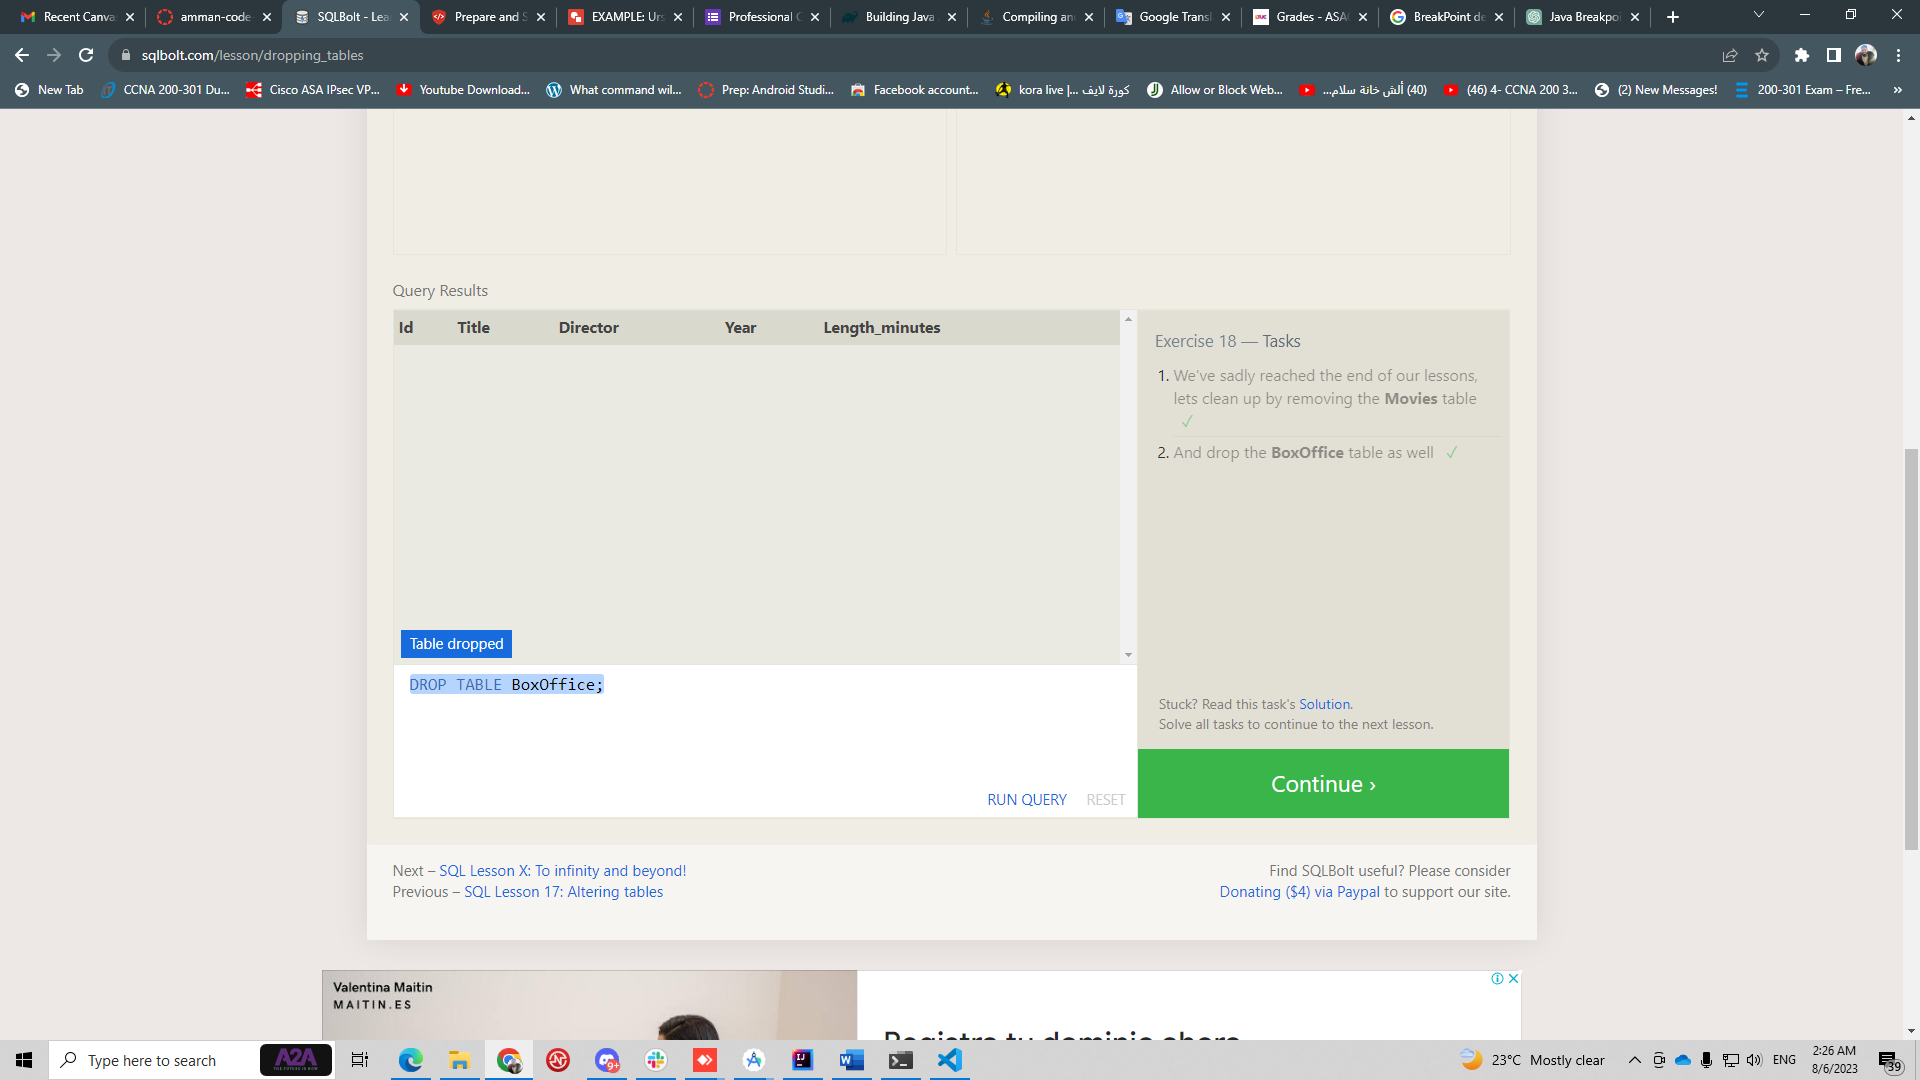 Recent Canva
amman-code-
SQLBolt - Lea
Prepare and S
EXAMPLE: Urs
Professional C
Building Java
Compiling an
Google Transl
Grades - ASA
BreakPoint de
Java Breakpoi
sqlbolt.com/lesson/dropping_tables
New Tab
CCNA 200-301 Du...
Cisco ASA IPsec VP...
Youtube Download...
What command wil...
Prep: Android Studi...
Facebook account...
kora live |... كورة لايف
Allow or Block Web...
(40) ألش خانة سلام...
(46) 4- CCNA 200 3...
(2) New Messages!
200-301 Exam – Fre...
»
Query Results
Id Title Director Year Length_minutes
Table dropped
DROP TABLE BoxOffice;
RUN QUERY RESET
Exercise 18 — Tasks
1. We've sadly reached the end of our lessons,
lets clean up by removing the Movies table
✓
2. And drop the BoxOffice table as well ✓
Stuck? Read this task's Solution.
Solve all tasks to continue to the next lesson.
Continue ›
Next – SQL Lesson X: To infinity and beyond!
Previous – SQL Lesson 17: Altering tables
Find SQLBolt useful? Please consider
Donating ($4) via Paypal to support our site.
Valentina Maitin
MAITIN.ES
Registra tu dominio ahora
Type here to search
A2A
9+
23°C Mostly clear
ENG
2:26 AM
8/6/2023
39